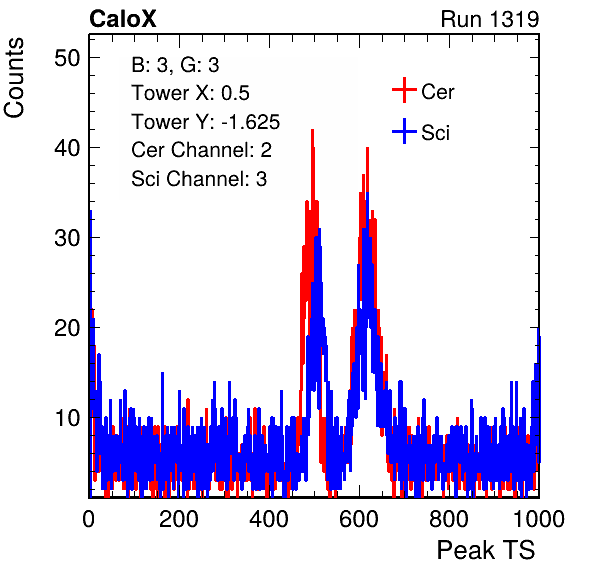 CaloX Run 1319
Counts
B: 3, G: 3
Tower X: 0.5
Tower Y: -1.625
Cer Channel: 2
Sci Channel: 3
Cer
Sci
50
40
30
20
10
0 200 400 600 800 1000
Peak TS